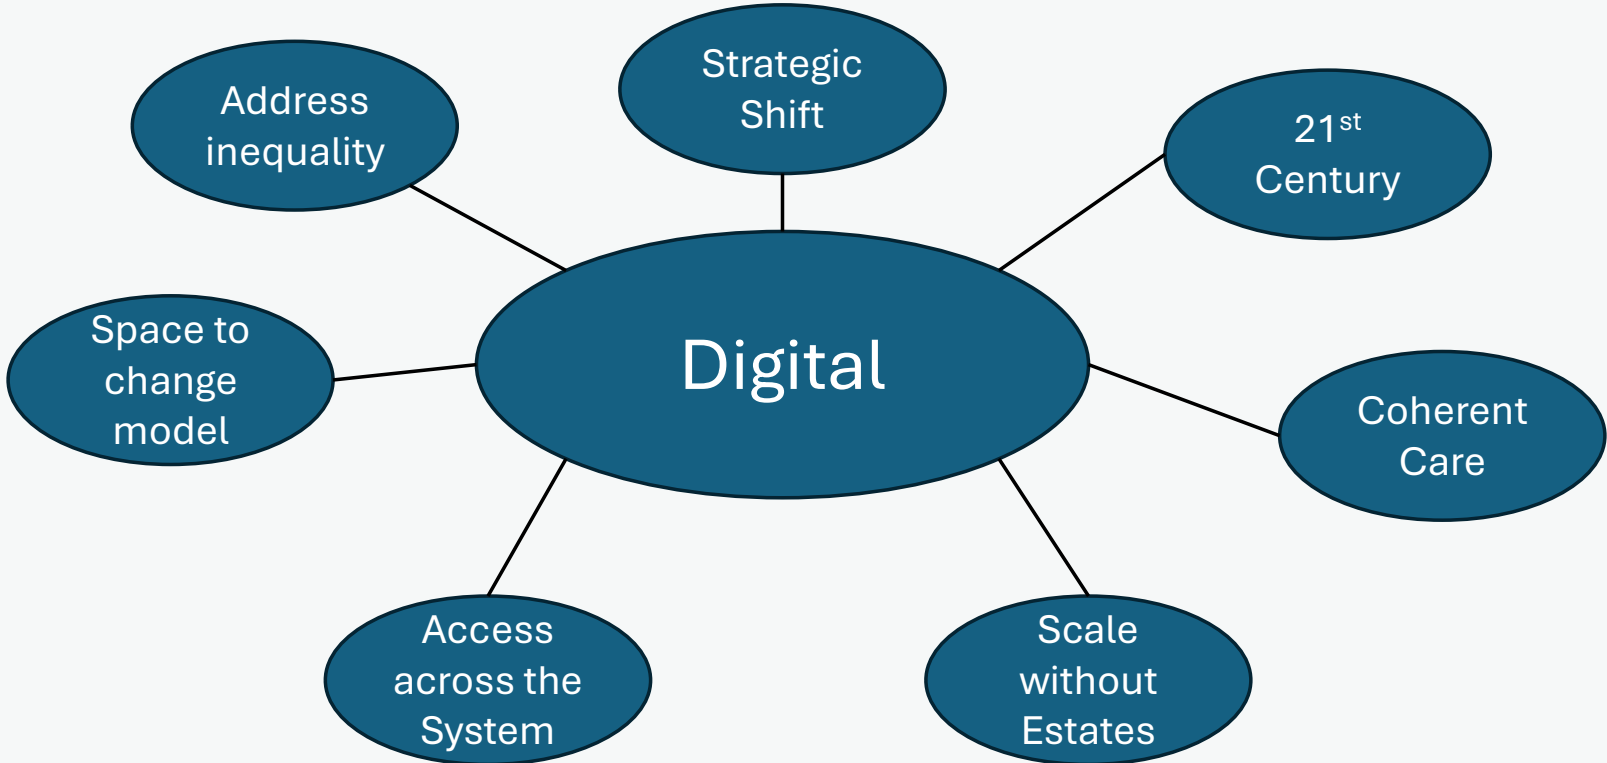 Strategic
Shift
Address
inequality
21st
Century
Space to
change
model
Digital
Coherent
Care
Access
across the
System
Scale
without
Estates